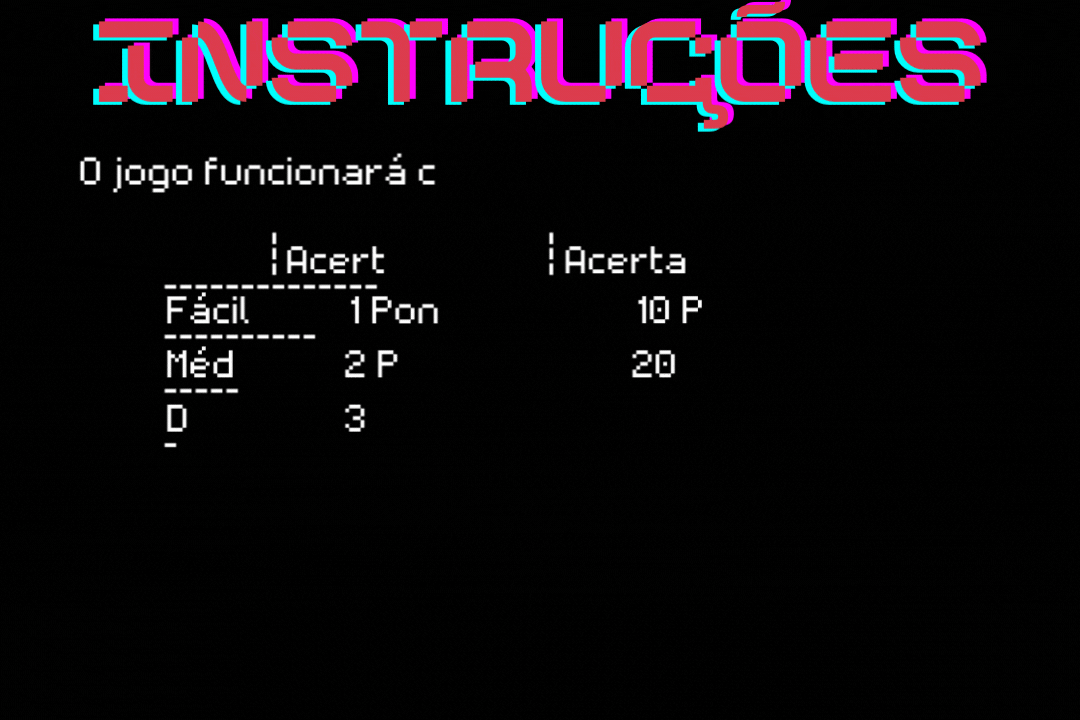 INSTRUÇÕES
O jogo funcionará c
¦Acert ¦Acerta
--------------
Fácil 1 Pon 10 P
----------
Méd 2 P 20
-----
D 3
-